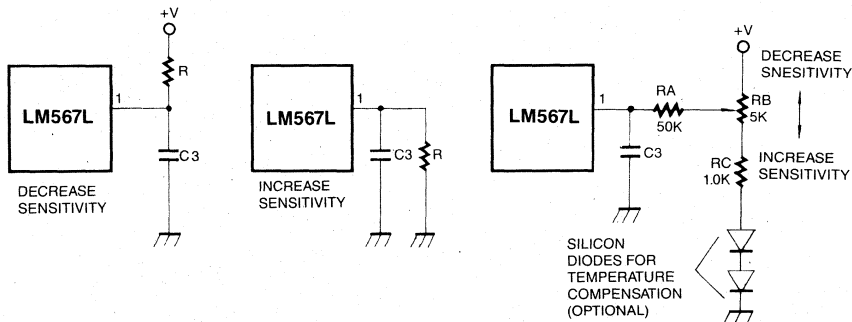 +V
R
1
LM567L
C3
DECREASE
SENSITIVITY
1
LM567L
C3
R
INCREASE
SENSITIVITY
+V
DECREASE
SNESITIVITY
1
RA
RB
LM567L
50K
5K
C3
RC
1.0K
INCREASE
SENSITIVITY
SILICON
DIODES FOR
TEMPERATURE
COMPENSATION
(OPTIONAL)